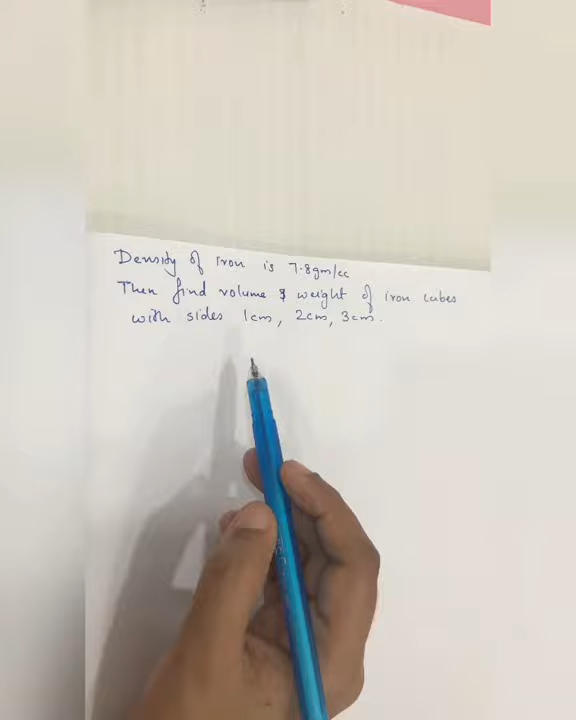 Density of Iron is 7.8gm/cc
Then find volume & weight of iron cubes
with sides 1cm, 2cm, 3cm.